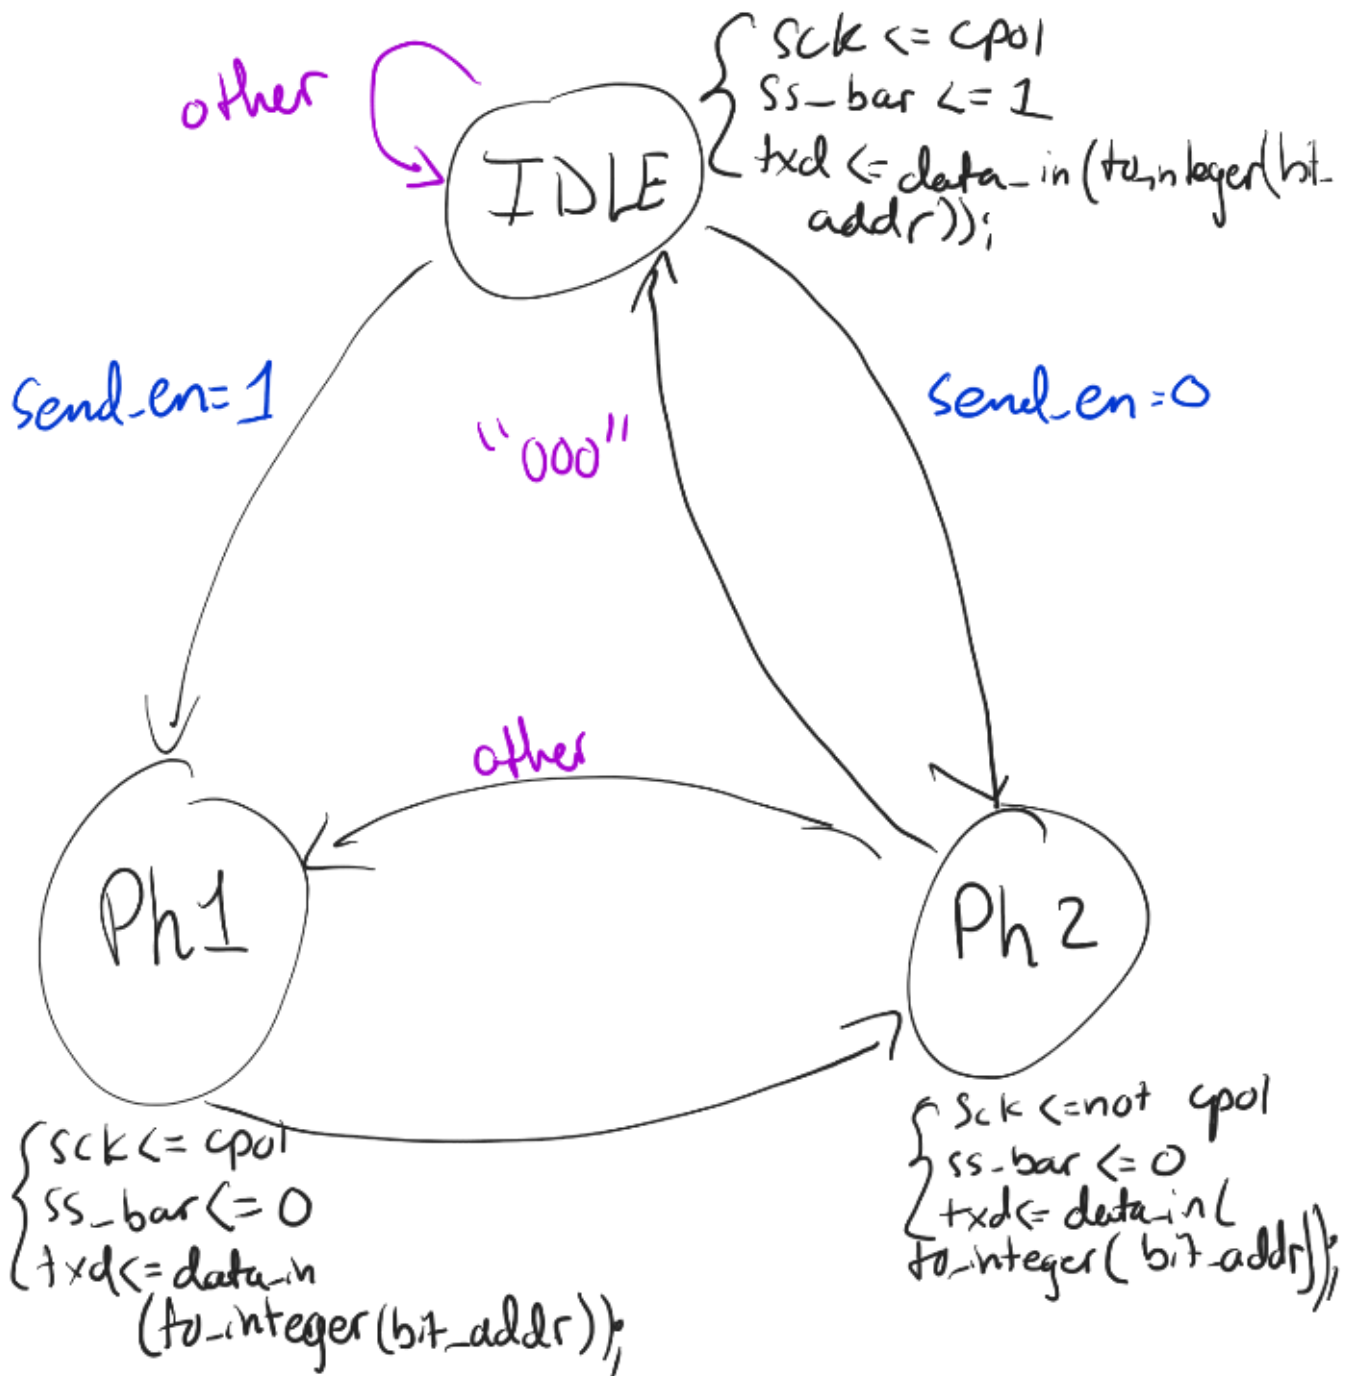 other
IDLE
sck <= cpol
ss_bar <= 1
txd <= data_in(to_integer(bit_
addr));
send_en=1
"000"
send_en=0
other
Ph1
Ph2
sck <= cpol
ss_bar <= 0
txd <= data_in
(to_integer(bit_addr));
sck <= not cpol
ss_bar <= 0
txd <= data_in(
to_integer(bit_addr));